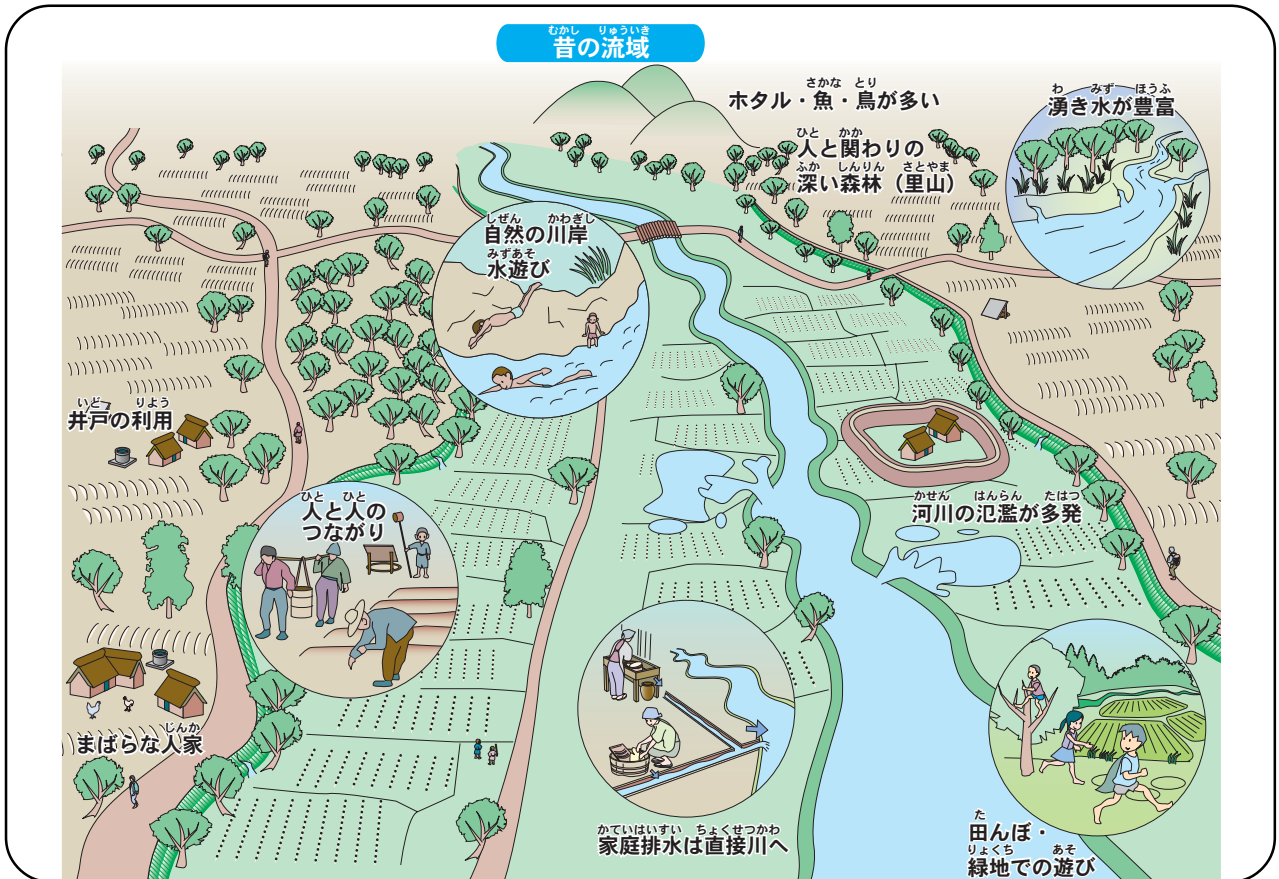 むかし りゅういき
昔の流域
さかな とり
ホタル・魚・鳥が多い
ひと かか
人と関わりの
ふか しんりん さとやま
深い森林（里山）
わ みず ほうふ
湧き水が豊富
しぜん かわぎし
自然の川岸
みずあそ
水遊び
いど りよう
井戸の利用
ひと ひと
人と人の
つながり
かせん はんらん たはつ
河川の氾濫が多発
じんか
まばらな人家
かていはいすい ちょくせつかわ
家庭排水は直接川へ
た
田んぼ・
りょくち あそ
緑地での遊び